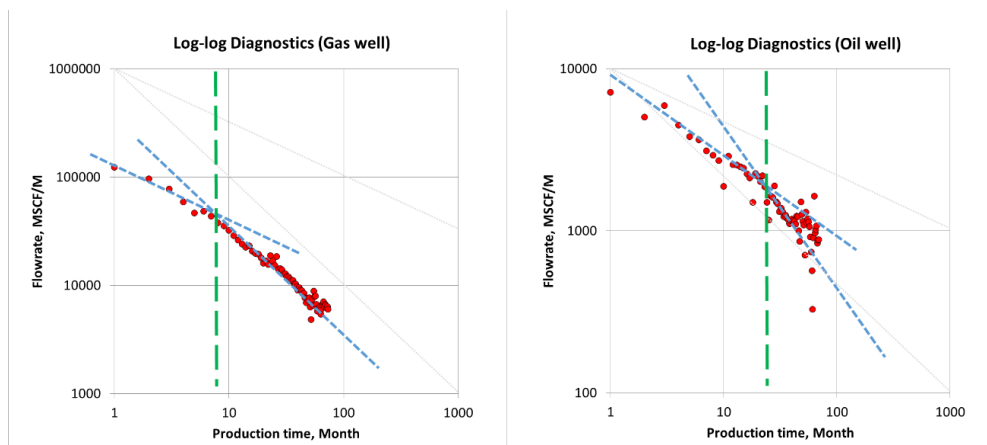 Log-log Diagnostics (Gas well)
1000000
100000
10000
1000
Flowrate, MSCF/M
1
10
100
1000
Production time, Month
Log-log Diagnostics (Oil well)
10000
1000
100
Flowrate, MSCF/M
1
10
100
1000
Production time, Month